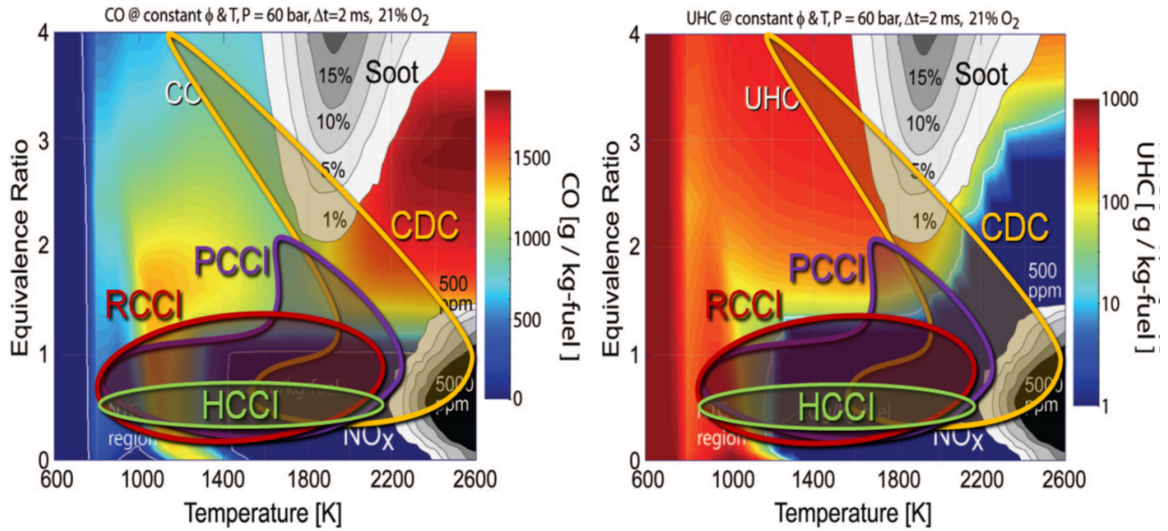 CO @ constant ϕ & T, P = 60 bar, Δt=2 ms, 21% O₂
4
3
2
1
0
Equivalence Ratio
600
1000
1400
1800
2200
2600
Temperature [K]
CO
15%
10%
5%
1%
Soot
CDC
PCCI
RCCI
HCCI
500
ppm
5000
ppm
NOx
region
1500
1000
500
0
CO [g / kg-fuel ]
UHC @ constant ϕ & T, P = 60 bar, Δt=2 ms, 21% O₂
4
3
2
1
0
Equivalence Ratio
600
1000
1400
1800
2200
2600
Temperature [K]
UHC
15%
10%
5%
1%
Soot
CDC
PCCI
RCCI
HCCI
500
ppm
5000
ppm
NOx
region
1000
100
10
1
UHC [ g / kg-fuel ]